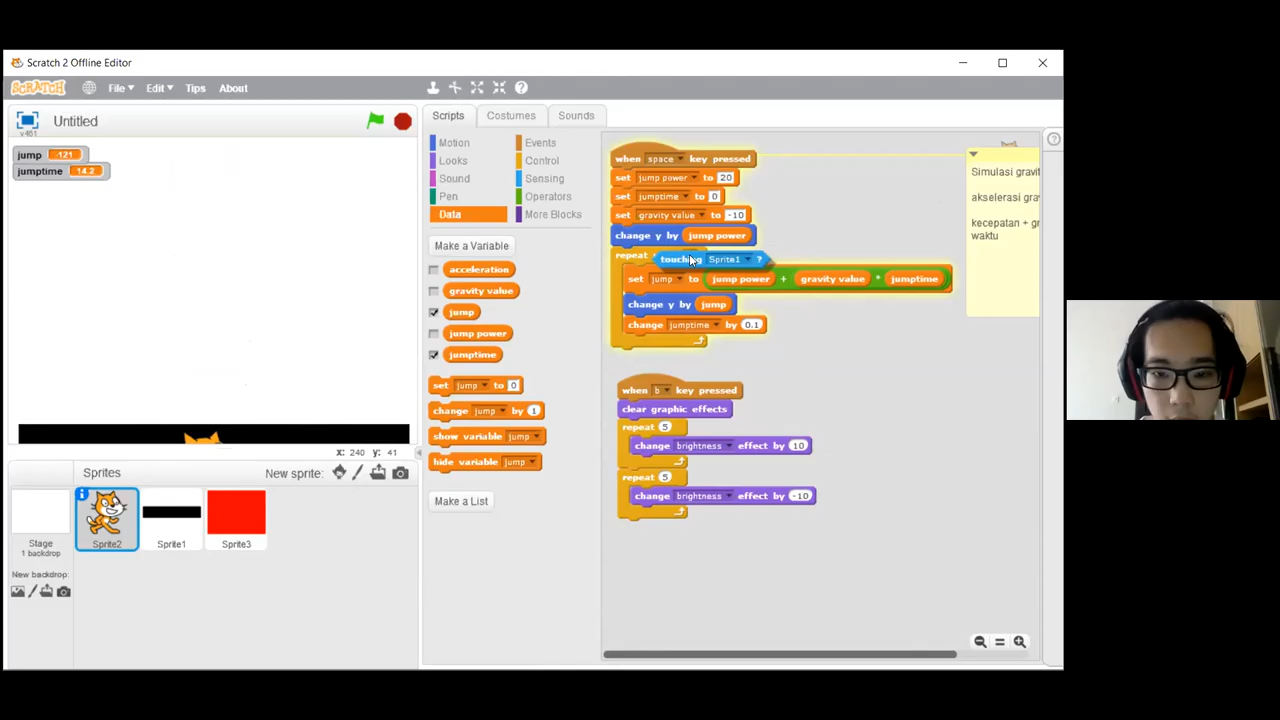 Scratch 2 Offline Editor
SCRATCH File Edit Tips About
v461 Untitled
Scripts Costumes Sounds
jump -121
jumptime 14.2
Motion Events
Looks Control
Sound Sensing
Pen Operators
Data More Blocks
Make a Variable
acceleration
gravity value
jump
jump power
jumptime
set jump to 0
change jump by 1
show variable jump
hide variable jump
Make a List
when space key pressed
set jump power to 20
set jumptime to 0
set gravity value to -10
change y by jump power
repeat
touching Sprite1 ?
set jump to jump power + gravity value * jumptime
change y by jump
change jumptime by 0.1
when b key pressed
clear graphic effects
repeat 5
change brightness effect by 10
repeat 5
change brightness effect by -10
Simulasi gravi
akselerasi gra
kecepatan + gr
waktu
x: 240 y: 41
Sprites New sprite:
Stage
1 backdrop
New backdrop:
Sprite2 Sprite1 Sprite3